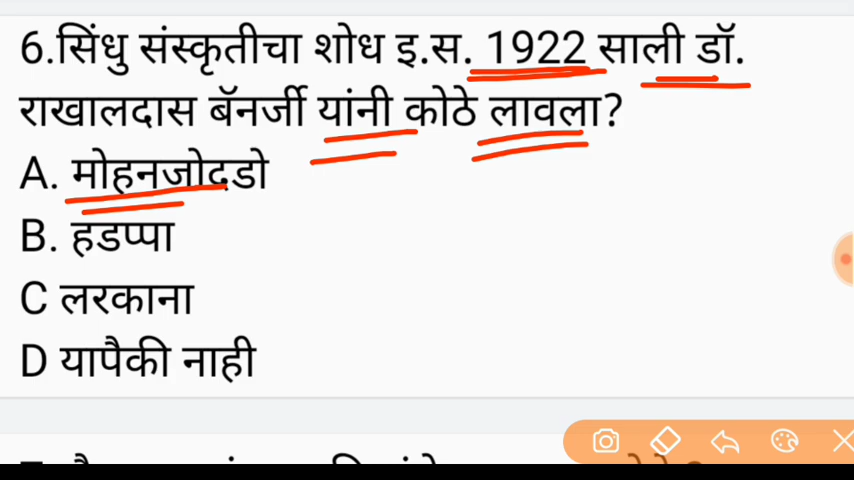 6.सिंधु संस्कृतीचा शोध इ.स. 1922 साली डॉ.
राखालदास बॅनर्जी यांनी कोठे लावला?
A. मोहनजोदडो
B. हडप्पा
C लरकाना
D यापैकी नाही